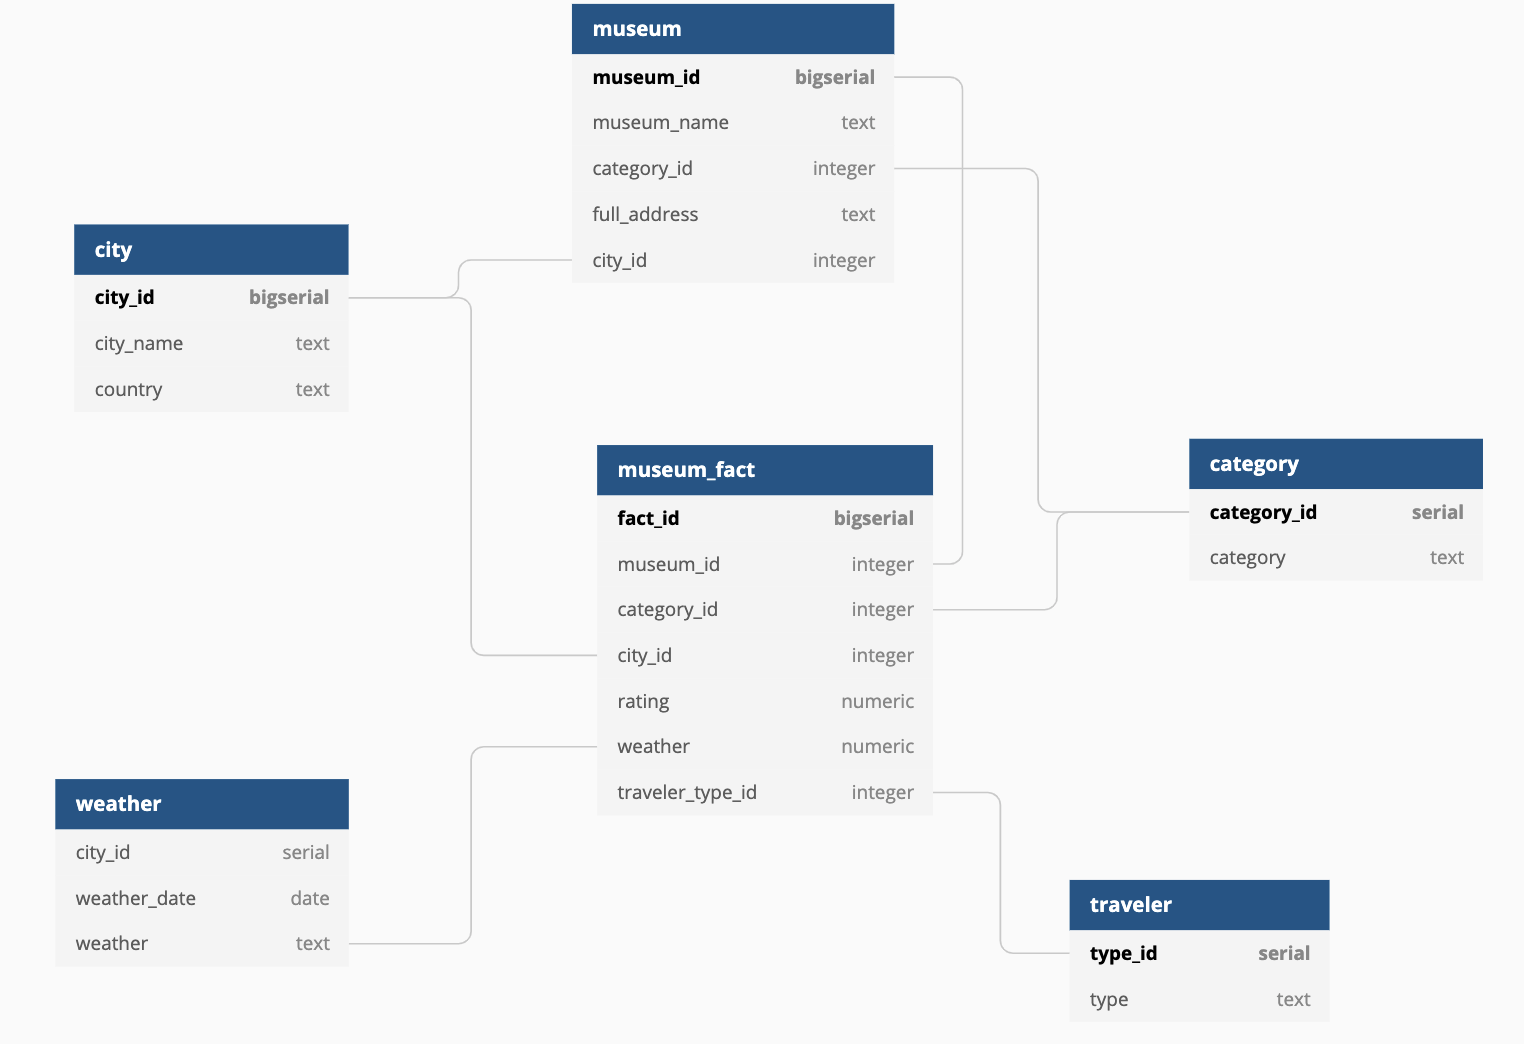 museum
museum_id bigserial
museum_name text
category_id integer
full_address text
city_id integer
city
city_id bigserial
city_name text
country text
museum_fact
fact_id bigserial
museum_id integer
category_id integer
city_id integer
rating numeric
weather numeric
traveler_type_id integer
category
category_id serial
category text
weather
city_id serial
weather_date date
weather text
traveler
type_id serial
type text